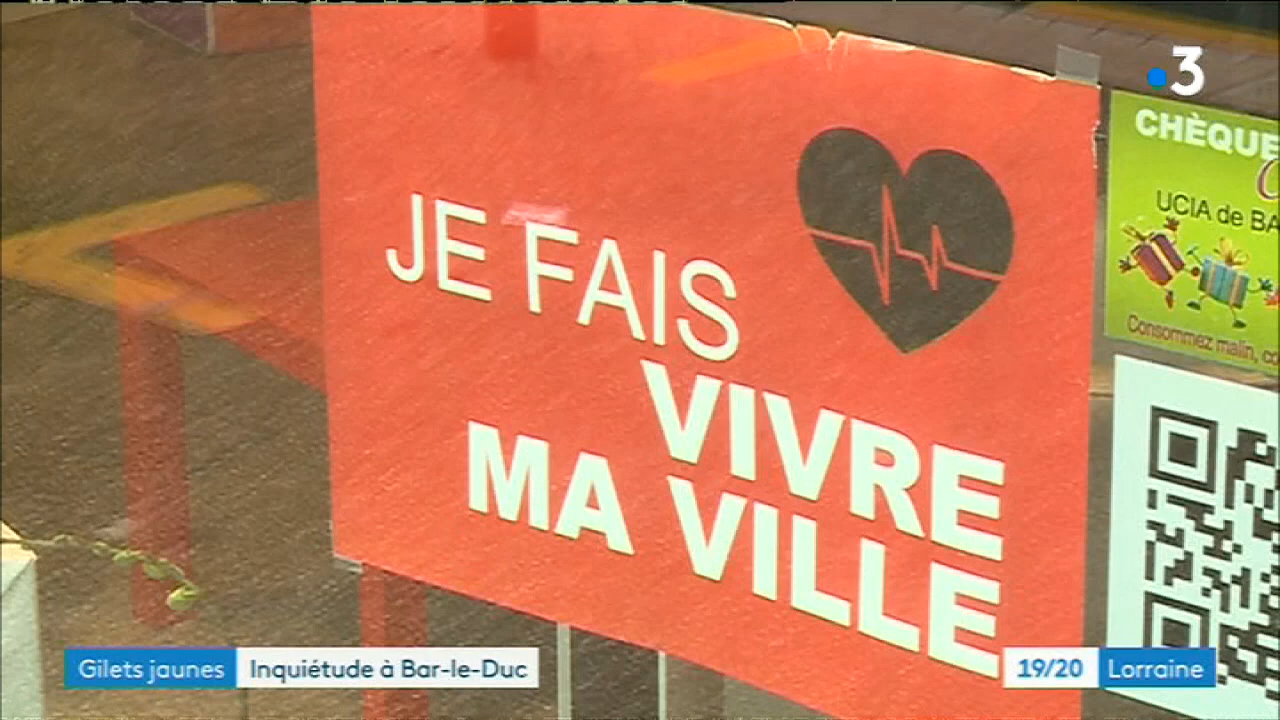 3
CHÈQUE
UCIA de BA
Consommez malin, ca
JE FAIS
VIVRE
MA VILLE
Gilets jaunes Inquiétude à Bar-le-Duc
19/20 Lorraine